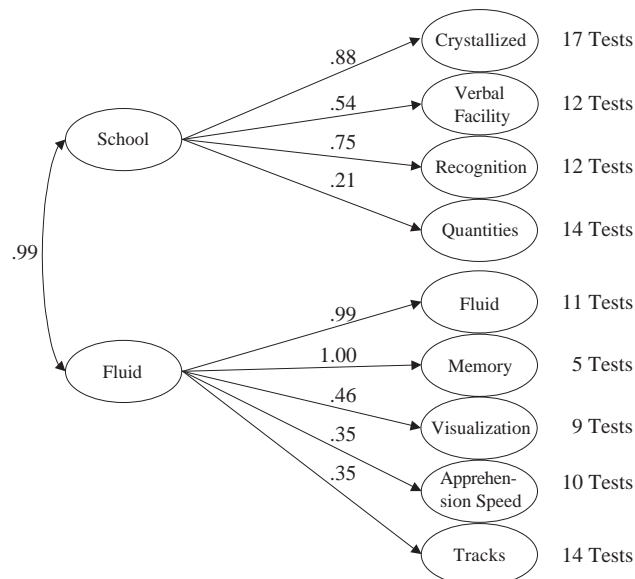 Crystallized 17 Tests
.88
Verbal
Facility 12 Tests
.54
School
.75
Recognition 12 Tests
.21
Quantities 14 Tests
.99
Fluid 11 Tests
.99
1.00
Memory 5 Tests
Fluid
.46
Visualization 9 Tests
.35
Apprehen-
sion Speed 10 Tests
.35
Tracks 14 Tests